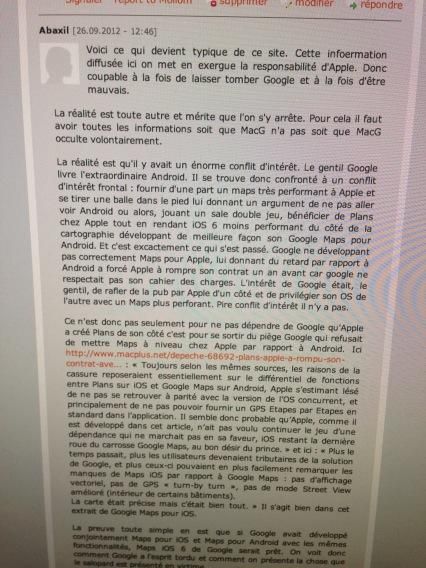 Signaler
report to Mollom
supprimer
modifier
répondre
Abaxil [26.09.2012 - 12:46]
Voici ce qui devient typique de ce site. Cette infoermation
diffusée ici on met en exergue la responsabilité d'Apple. Donc
coupable à la fois de laisser tomber Google et à la fois d'être
mauvais.
La réalité est toute autre et mérite que l'on s'y arrête. Pour cela il faut
avoir toutes les informations soit que MacG n'a pas soit que MacG
occulte volontairement.
La réalité est qu'il y avait un énorme conflit d'intérêt. Le gentil Google
livre l'extraordinaire Android. Il se trouve donc confronté à un conflit
d'intérêt frontal : fournir d'une part un maps très performant à Apple et
se tirer une balle dans le pied lui donnant un argument de ne pas aller
voir Android ou alors, jouant un sale double jeu, bénéficier de Plans
chez Apple tout en rendant iOS 6 moins performant du côté de la
cartographie développant de meilleure façon son Google Maps pour
Android. Et c'est excactement ce qui s'est passé. Google ne développant
pas correctement Maps pour Apple, lui donnant du retard par rapport à
Android a forcé Apple à rompre son contrat un an avant car google ne
respectait pas son cahier des charges. L'intérêt de Google était, le
gentil, de rafler de la pub par Apple d'un côté et de privilégier son OS de
l'autre avec un Maps plus perforant. Pire conflit d'intérêt il n'y a pas.
Ce n'est donc pas seulement pour ne pas dépendre de Google qu'Apple
a créé Plans de son côté c'est pour se sortir du piège Google qui refusait
de mettre Maps à niveau chez Apple par rapport à Android. Ici
http://www.macplus.net/depeche-68692-plans-apple-a-rompu-son-
contrat-ave... : « Toujours selon les mêmes sources, les raisons de la
cassure reposeraient essentiellement sur le différentiel de fonctions
entre Plans sur iOS et Google Maps sur Android, Apple s'estimant lésé
de ne pas se retrouver à parité avec la version de l'OS concurrent, et
principalement de ne pas pouvoir fournir un GPS Etapes en Etapes en
standard dans l'application. Il semble donc probable qu'Apple, comme il
est développé dans cet article, n'ait pas voulu continuer le jeu d'une
dépendance qui ne marchait pas en sa faveur, iOS restant la dernière
roue du carrosse Google Maps, au bon désir du prince. » et ici : « Plus le
temps passait, plus les utilisateurs devenaient tributaires de la solution
de Google, et plus ceux-ci pouvaient en plus facilement remarquer les
manques de Maps iOS par rapport à Google Maps : pas d'affichage
vectoriel, pas de GPS « turn-by turn », pas de mode Street View
amélioré (intérieur de certains bâtiments).
La carte était précise mais c'était bien tout. » Il s'agit bien dans cet
extrait de Google Maps pour iOS.
La preuve toute simple en est que si Google avait développé
conjointement Maps pour iOS et Maps pour Android avec les mêmes
fonctionnalités, Maps iOS 6 de Google serait prêt. On voit donc
comment Google a l'esprit tordu et comment on présente la chose que
le salopard est présenté en victime